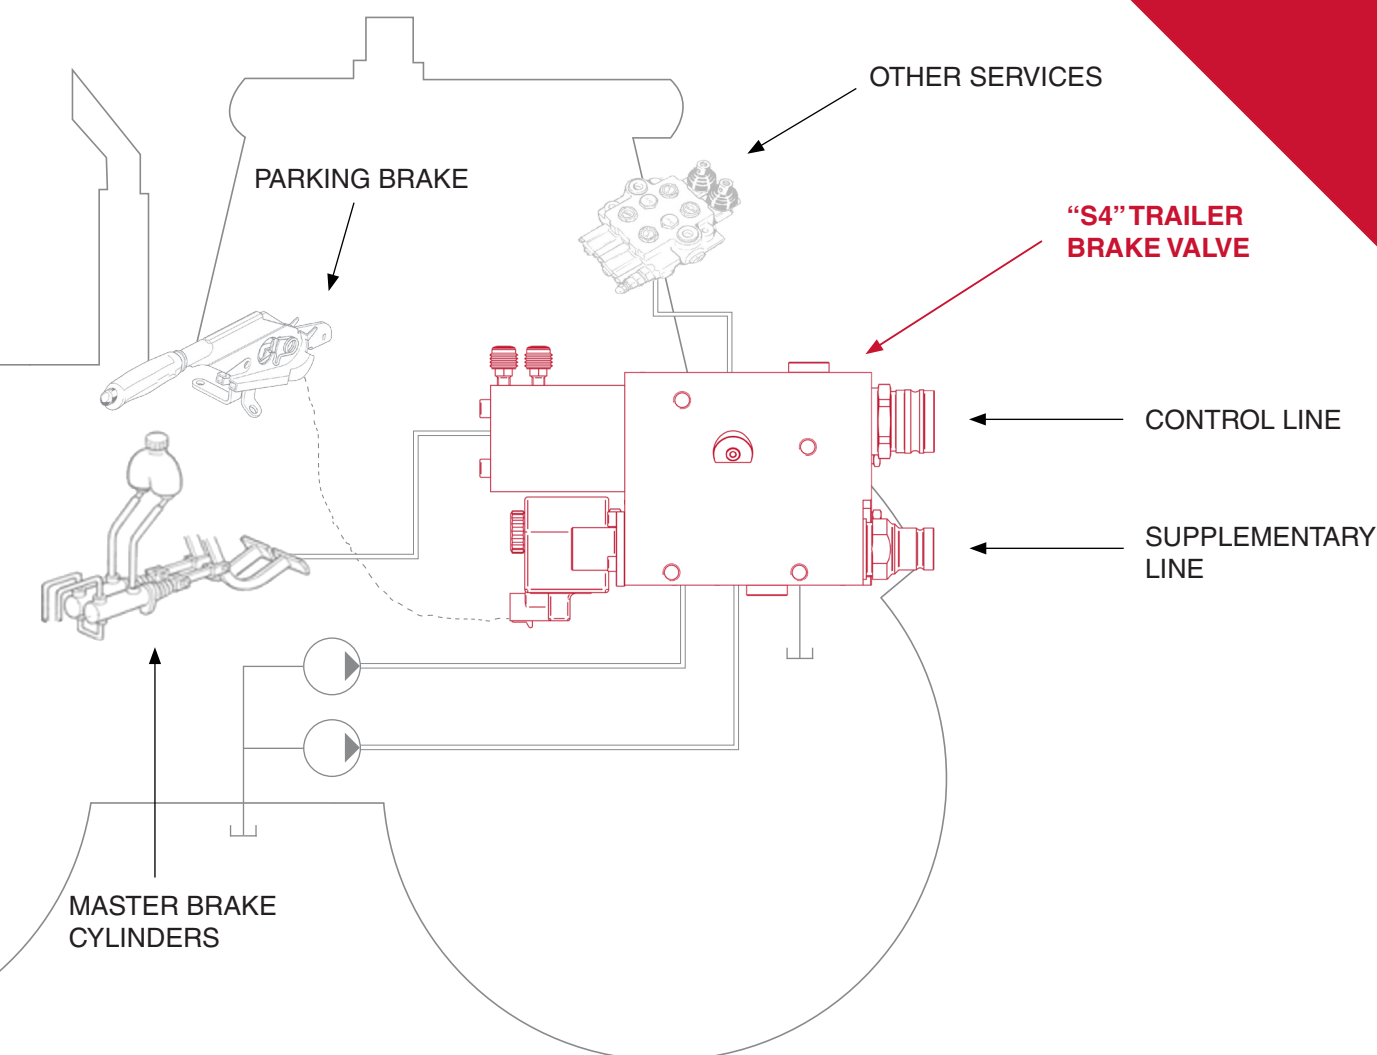 OTHER SERVICES
PARKING BRAKE
“S4” TRAILER
BRAKE VALVE
CONTROL LINE
SUPPLEMENTARY
LINE
MASTER BRAKE
CYLINDERS